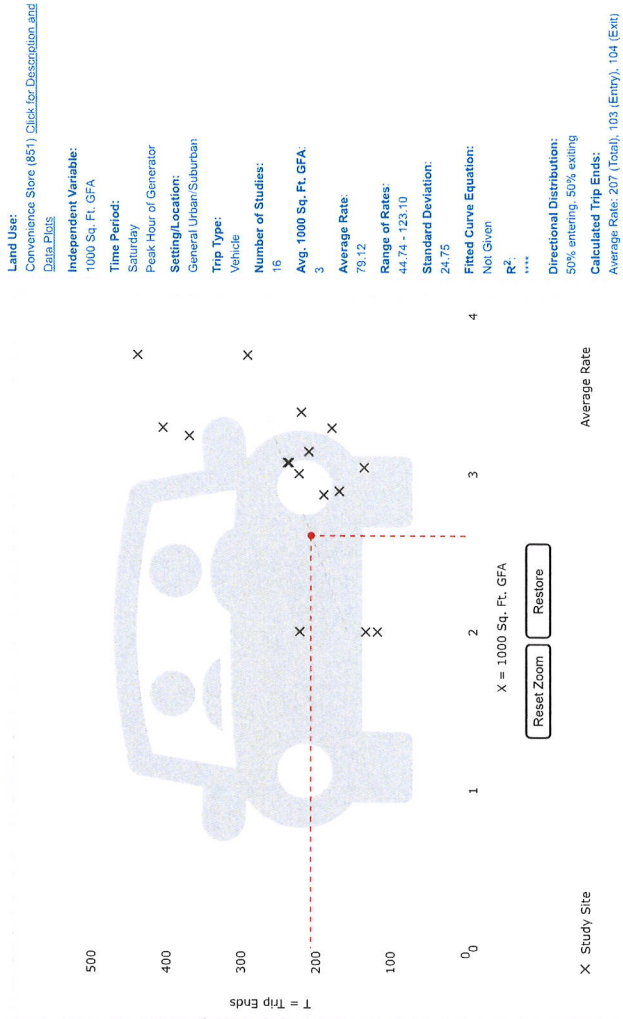 Land Use:
Convenience Store (851) Click for Description and
Data Plots
Independent Variable:
1000 Sq. Ft. GFA
Time Period:
Saturday
Peak Hour of Generator
Setting/Location:
General Urban/Suburban
Trip Type:
Vehicle
Number of Studies:
16
Avg. 1000 Sq. Ft. GFA:
3
Average Rate:
79.12
Range of Rates:
44.74 - 123.10
Standard Deviation:
24.75
Fitted Curve Equation:
Not Given
R²:
****
Directional Distribution:
50% entering, 50% exiting
Calculated Trip Ends:
Average Rate: 207 (Total), 103 (Entry), 104 (Exit)
T = Trip Ends
500
400
300
200
100
0
0
1
2
3
4
X = 1000 Sq. Ft. GFA
Reset Zoom
Restore
Study Site
Average Rate